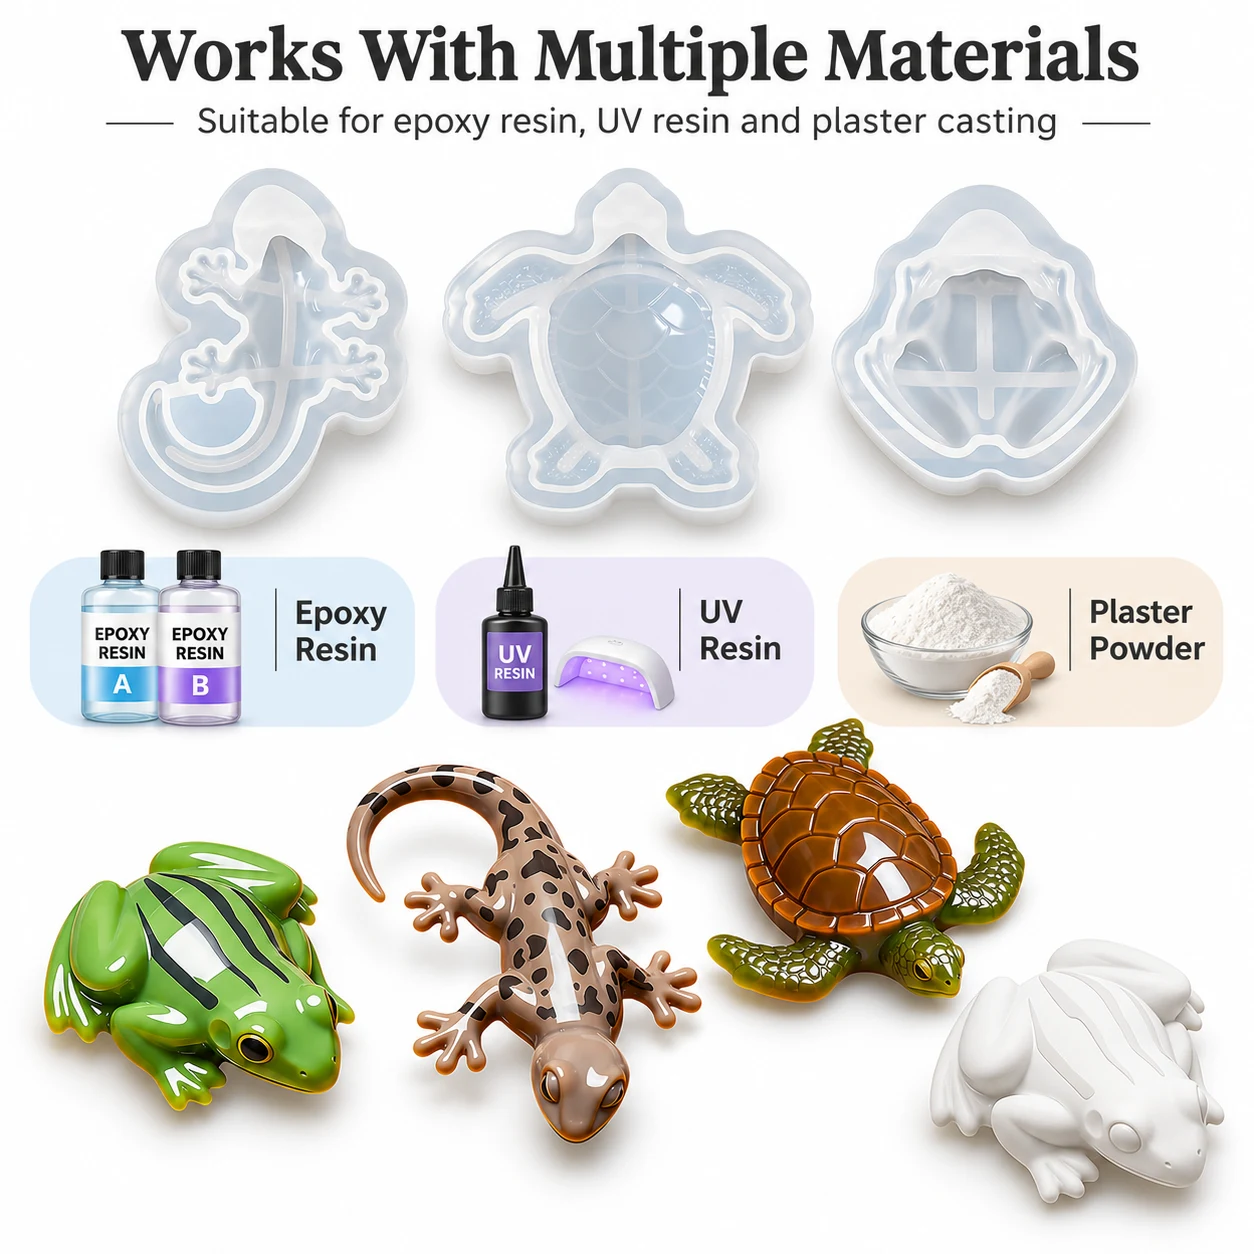 Works With Multiple Materials
Suitable for epoxy resin, UV resin and plaster casting
EPOXY
RESIN
A
EPOXY
RESIN
B
Epoxy
Resin
UV
RESIN
UV
Resin
Plaster
Powder